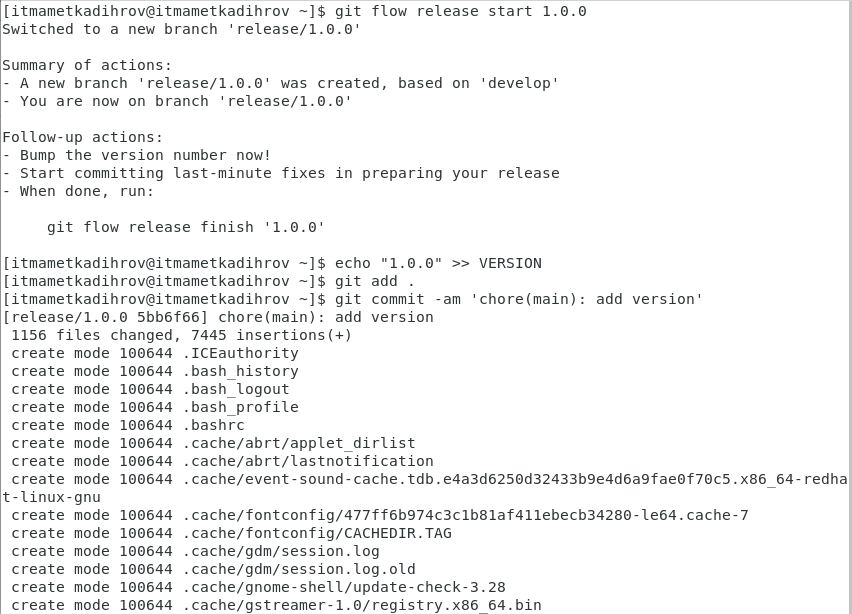 [itmametkadihrov@itmametkadihrov ~]$ git flow release start 1.0.0
Switched to a new branch 'release/1.0.0'
Summary of actions:
- A new branch 'release/1.0.0' was created, based on 'develop'
- You are now on branch 'release/1.0.0'
Follow-up actions:
- Bump the version number now!
- Start committing last-minute fixes in preparing your release
- When done, run:
     git flow release finish '1.0.0'
[itmametkadihrov@itmametkadihrov ~]$ echo "1.0.0" >> VERSION
[itmametkadihrov@itmametkadihrov ~]$ git add .
[itmametkadihrov@itmametkadihrov ~]$ git commit -am 'chore(main): add version'
[release/1.0.0 5bb6f66] chore(main): add version
 1156 files changed, 7445 insertions(+)
 create mode 100644 .ICEauthority
 create mode 100644 .bash_history
 create mode 100644 .bash_logout
 create mode 100644 .bash_profile
 create mode 100644 .bashrc
 create mode 100644 .cache/abrt/applet_dirlist
 create mode 100644 .cache/abrt/lastnotification
 create mode 100644 .cache/event-sound-cache.tdb.e4a3d6250d32433b9e4d6a9fae0f70c5.x86_64-redha
t-linux-gnu
 create mode 100644 .cache/fontconfig/477ff6b974c3c1b81af411ebecb34280-le64.cache-7
 create mode 100644 .cache/fontconfig/CACHEDIR.TAG
 create mode 100644 .cache/gdm/session.log
 create mode 100644 .cache/gdm/session.log.old
 create mode 100644 .cache/gnome-shell/update-check-3.28
 create mode 100644 .cache/gstreamer-1.0/registry.x86_64.bin